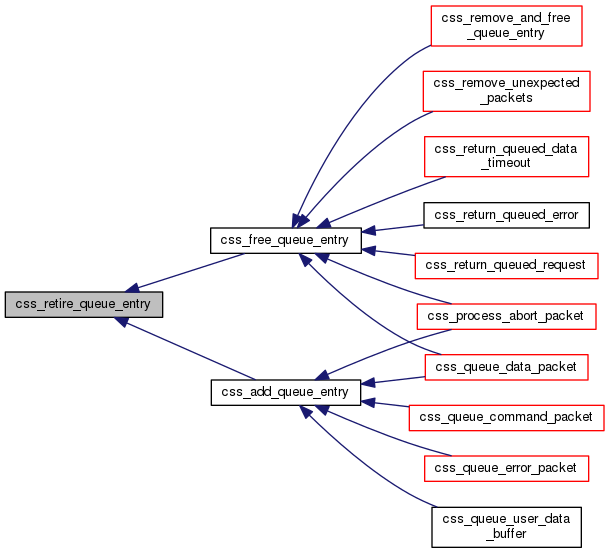 css_remove_and_free
_queue_entry
css_remove_unexpected
_packets
css_return_queued_data
_timeout
css_return_queued_error
css_free_queue_entry
css_return_queued_request
css_retire_queue_entry
css_process_abort_packet
css_queue_data_packet
css_add_queue_entry
css_queue_command_packet
css_queue_error_packet
css_queue_user_data
_buffer